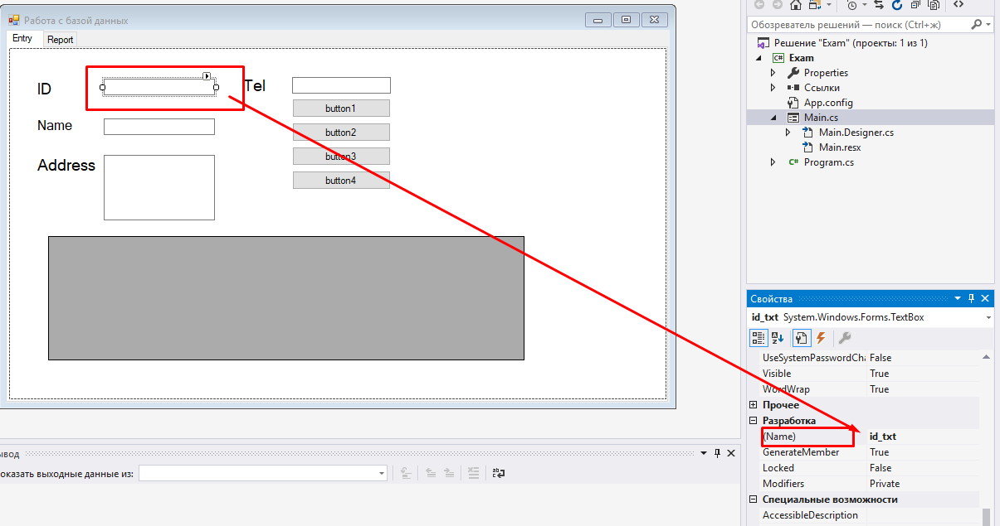 Работа с базой данных
Entry
Report
ID
Tel
button1
Name
button2
button3
Address
button4
вывод
оказать выходные данные из:
Обозреватель решений — поиск (Ctrl+ж)
Решение "Exam" (проекты: 1 из 1)
C# Exam
Properties
Ссылки
App.config
Main.cs
Main.Designer.cs
Main.resx
C# Program.cs
Свойства
id_txt System.Windows.Forms.TextBox
UseSystemPasswordCha False
Visible True
WordWrap True
Прочее
Разработка
(Name) id_txt
GenerateMember True
Locked False
Modifiers Private
Специальные возможности
AccessibleDescription